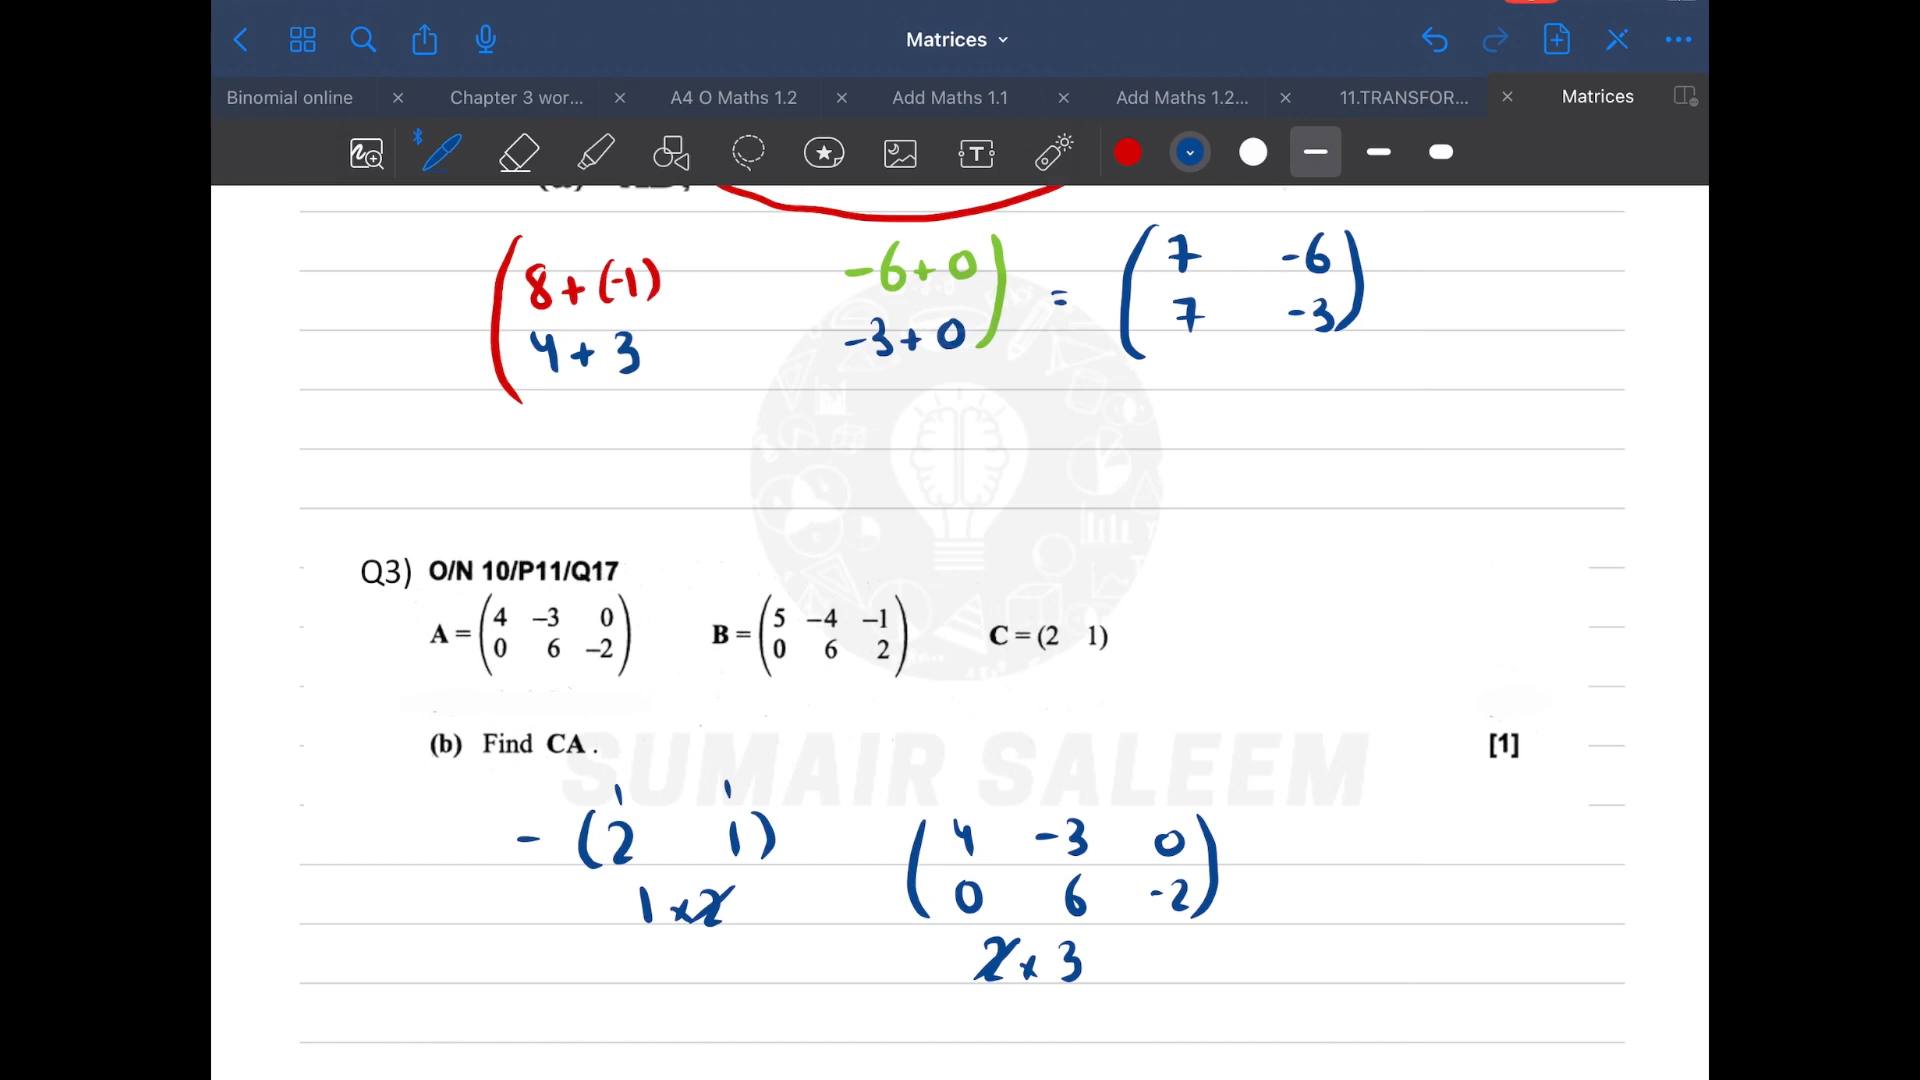 Matrices
Binomial online Chapter 3 wor... A4 O Maths 1.2 Add Maths 1.1 Add Maths 1.2... 11.TRANSFOR... Matrices
(8+(-1) -6+0) = (7 -6)
(4+3 -3+0) (7 -3)
Q3) O/N 10/P11/Q17
A = (4 −3 0) B = (5 −4 −1) C = (2 1)
(0 6 −2) (0 6 2)
(b) Find CA . [1]
SUMAIR SALEEM
- (2 1) (4 -3 0)
(0 6 -2)
1 × 2
2 × 3